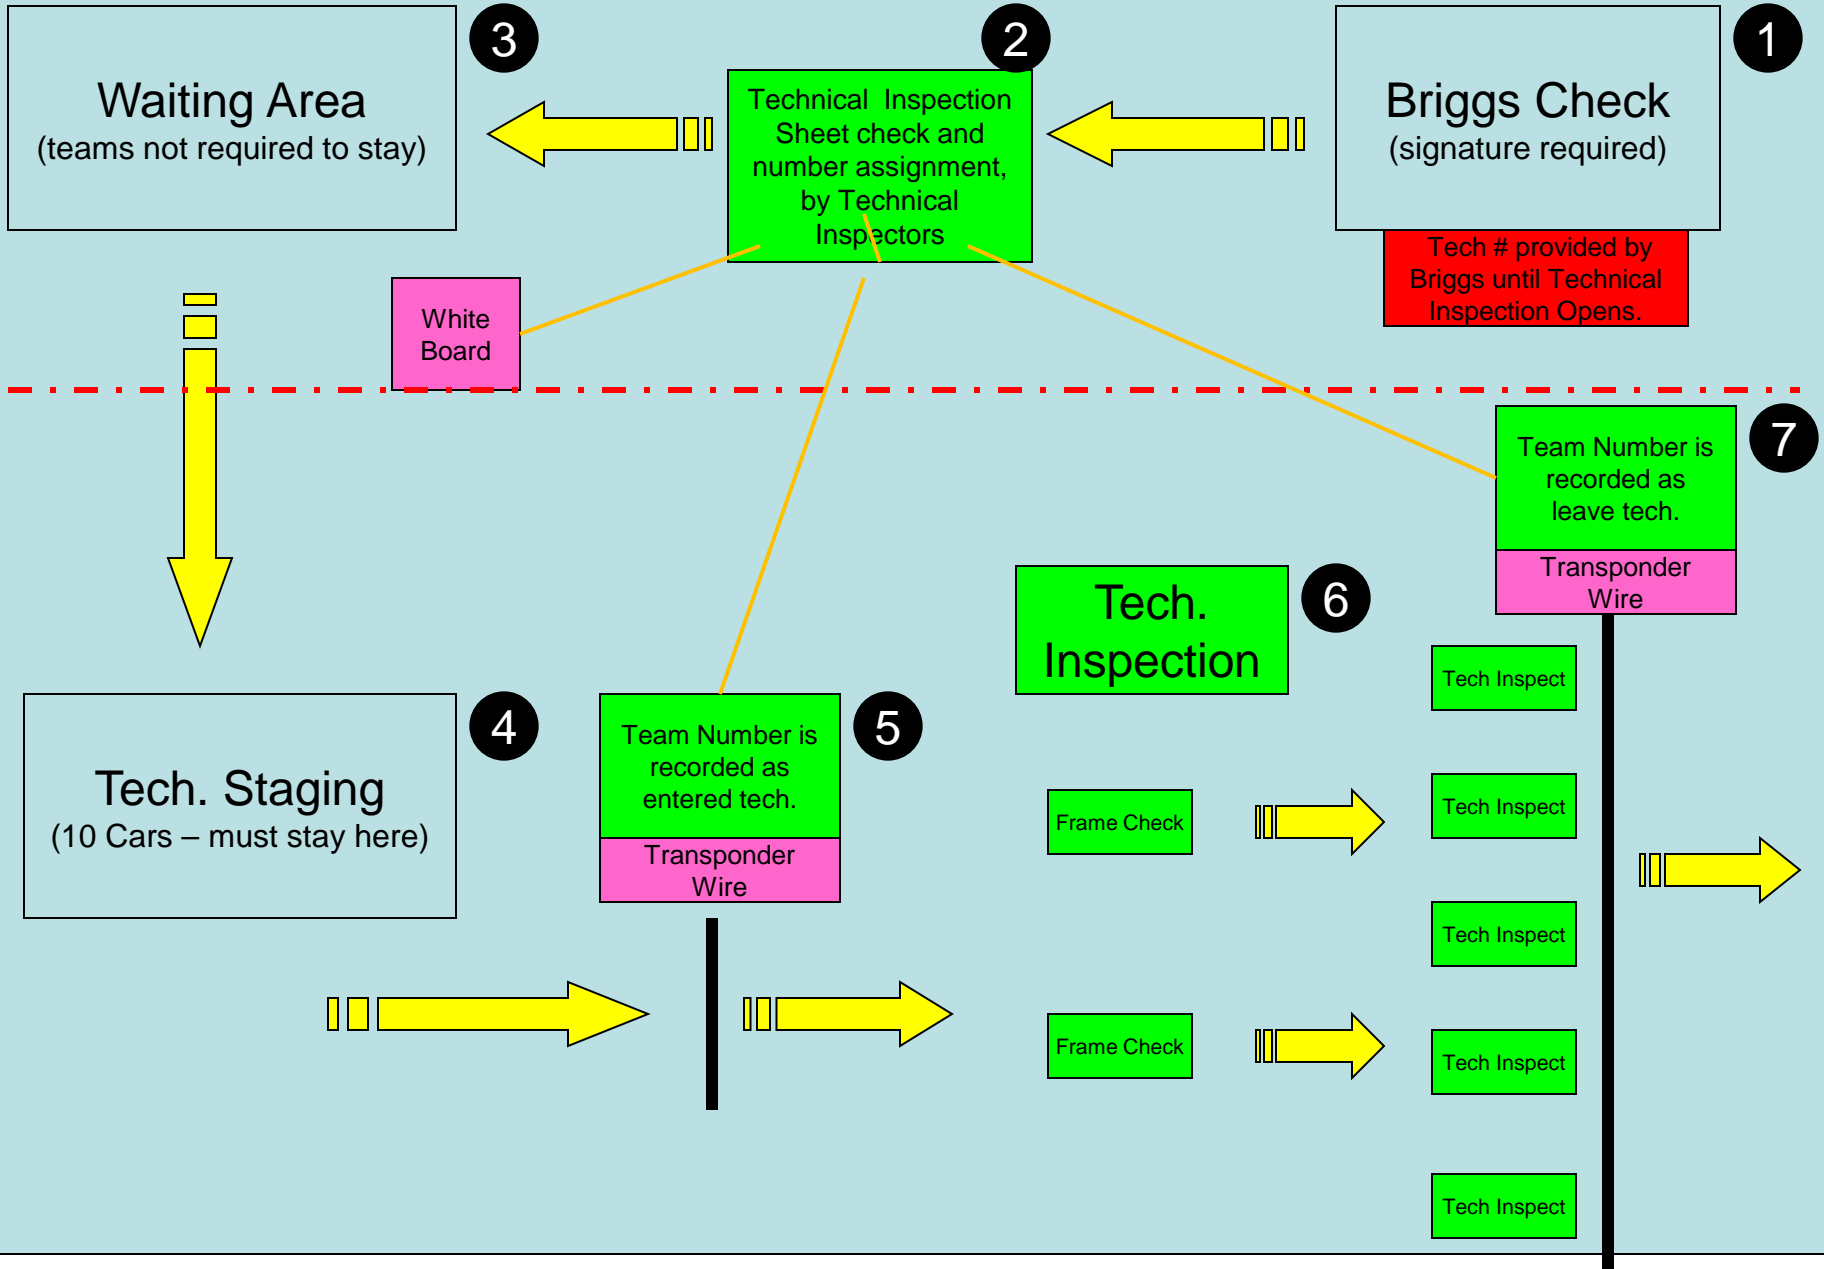 3
Waiting Area
(teams not required to stay)
2
Technical Inspection
Sheet check and
number assignment,
by Technical
Inspectors
1
Briggs Check
(signature required)
Tech # provided by
Briggs until Technical
Inspection Opens.
White
Board
7
Team Number is
recorded as
leave tech.
Transponder
Wire
4
Tech. Staging
(10 Cars – must stay here)
5
Team Number is
recorded as
entered tech.
Transponder
Wire
6
Tech.
Inspection
Frame Check
Frame Check
Tech Inspect
Tech Inspect
Tech Inspect
Tech Inspect
Tech Inspect